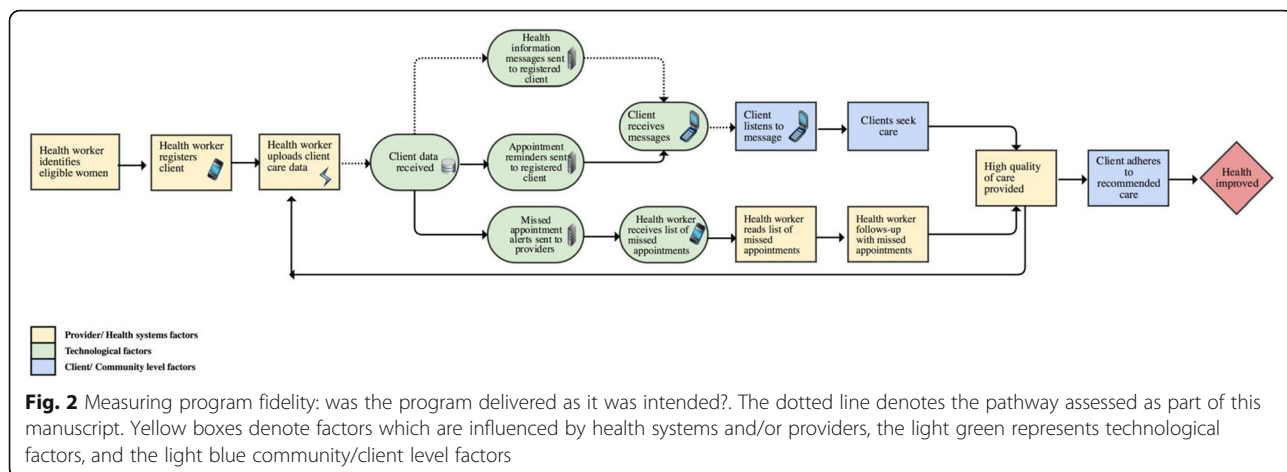 Health
information
messages sent
to registered
client
Health worker
identifies
eligible women
Health worker
registers
client
Health worker
uploads client
care data
Client data
received
Appointment
reminders sent
to registered
client
Client
receives
messages
Client
listens to
message
Clients seek
care
High quality
of care
provided
Client adheres
to
recommended
care
Health
improved
Missed
appointment
alerts sent to
providers
Health worker
receives list of
missed
appointments
Health worker
reads list of
missed
appointments
Health worker
follows-up
with missed
appointments
Provider/ Health systems factors
Technological factors
Client/ Community level factors
Fig. 2 Measuring program fidelity: was the program delivered as it was intended?. The dotted line denotes the pathway assessed as part of this
manuscript. Yellow boxes denote factors which are influenced by health systems and/or providers, the light green represents technological
factors, and the light blue community/client level factors